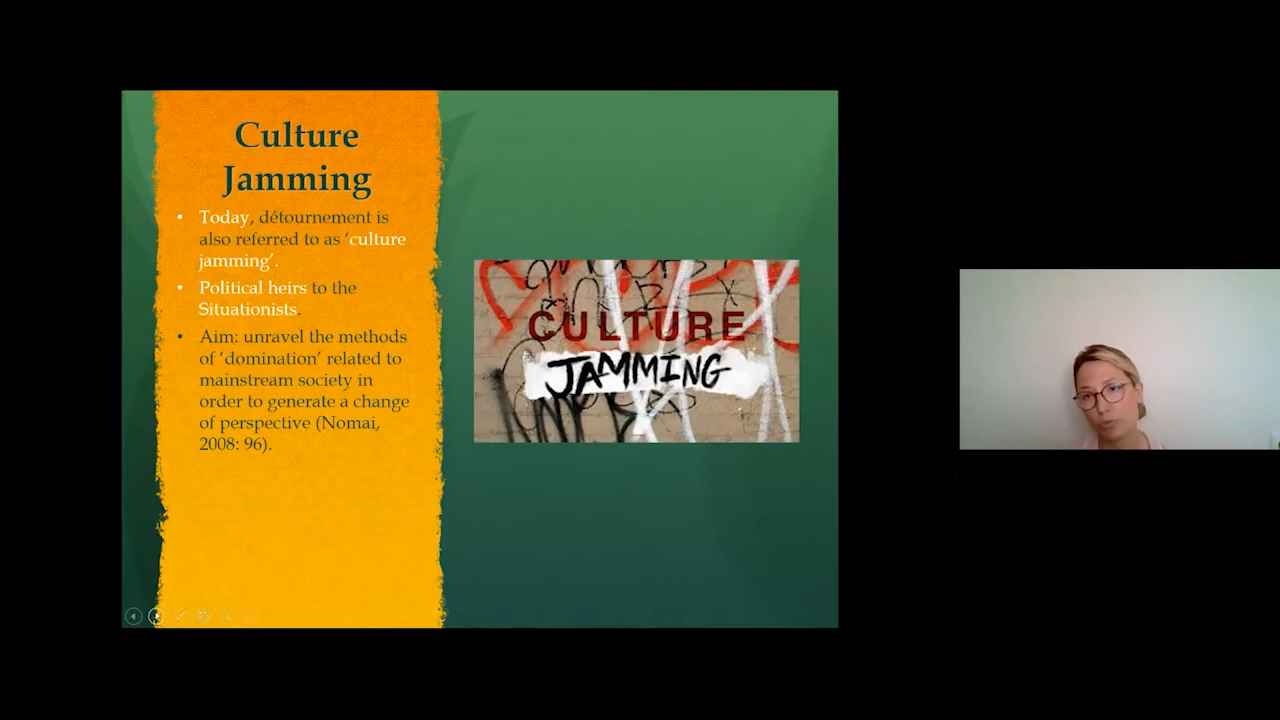 Culture
Jamming
• Today, détournement is
also referred to as ‘culture
jamming’.
• Political heirs to the
Situationists.
• Aim: unravel the methods
of ‘domination’ related to
mainstream society in
order to generate a change
of perspective (Nomai,
2008: 96).
CULTURE
JAMMING